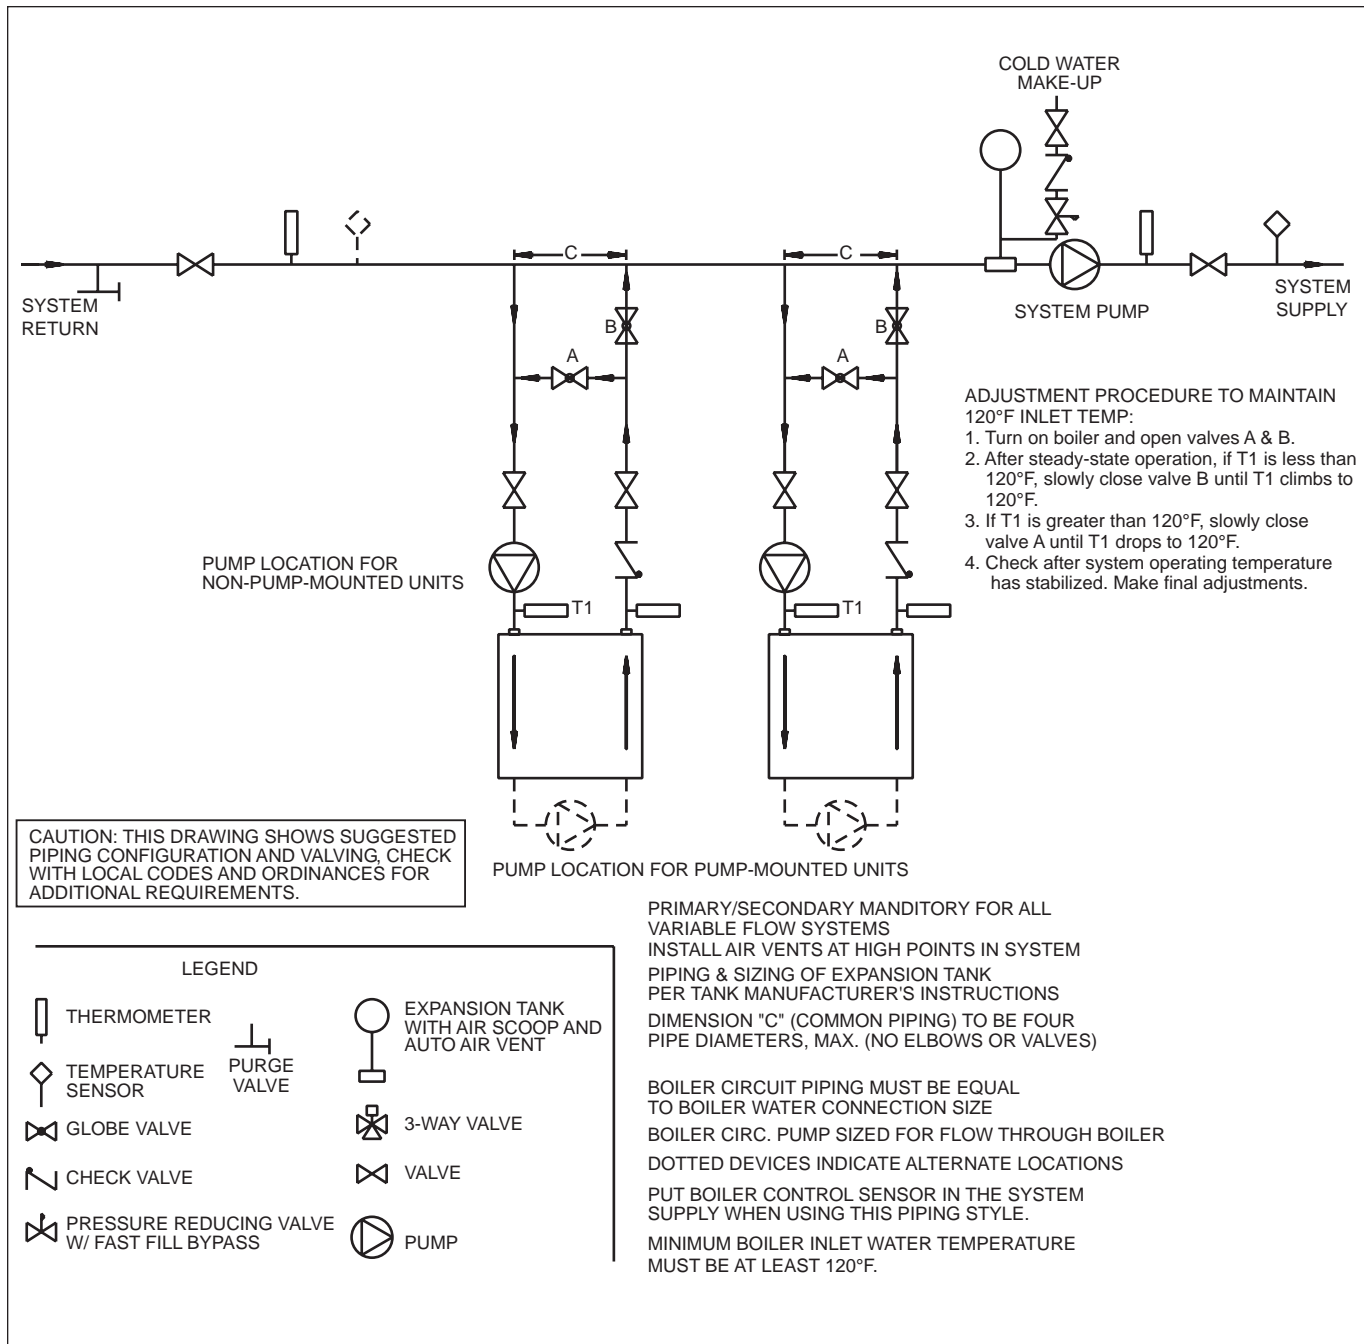 COLD WATER
MAKE-UP
C
C
SYSTEM
RETURN
SYSTEM PUMP
SYSTEM
SUPPLY
B
B
A
A
ADJUSTMENT PROCEDURE TO MAINTAIN
120°F INLET TEMP:
1. Turn on boiler and open valves A & B.
2. After steady-state operation, if T1 is less than
120°F, slowly close valve B until T1 climbs to
120°F.
3. If T1 is greater than 120°F, slowly close
valve A until T1 drops to 120°F.
4. Check after system operating temperature
has stabilized. Make final adjustments.
PUMP LOCATION FOR
NON-PUMP-MOUNTED UNITS
T1
T1
CAUTION: THIS DRAWING SHOWS SUGGESTED
PIPING CONFIGURATION AND VALVING, CHECK
WITH LOCAL CODES AND ORDINANCES FOR
ADDITIONAL REQUIREMENTS.
PUMP LOCATION FOR PUMP-MOUNTED UNITS
LEGEND
THERMOMETER
PURGE
VALVE
TEMPERATURE
SENSOR
GLOBE VALVE
CHECK VALVE
PRESSURE REDUCING VALVE
W/ FAST FILL BYPASS
EXPANSION TANK
WITH AIR SCOOP AND
AUTO AIR VENT
3-WAY VALVE
VALVE
PUMP
PRIMARY/SECONDARY MANDITORY FOR ALL
VARIABLE FLOW SYSTEMS
INSTALL AIR VENTS AT HIGH POINTS IN SYSTEM
PIPING & SIZING OF EXPANSION TANK
PER TANK MANUFACTURER'S INSTRUCTIONS
DIMENSION "C" (COMMON PIPING) TO BE FOUR
PIPE DIAMETERS, MAX. (NO ELBOWS OR VALVES)
BOILER CIRCUIT PIPING MUST BE EQUAL
TO BOILER WATER CONNECTION SIZE
BOILER CIRC. PUMP SIZED FOR FLOW THROUGH BOILER
DOTTED DEVICES INDICATE ALTERNATE LOCATIONS
PUT BOILER CONTROL SENSOR IN THE SYSTEM
SUPPLY WHEN USING THIS PIPING STYLE.
MINIMUM BOILER INLET WATER TEMPERATURE
MUST BE AT LEAST 120°F.